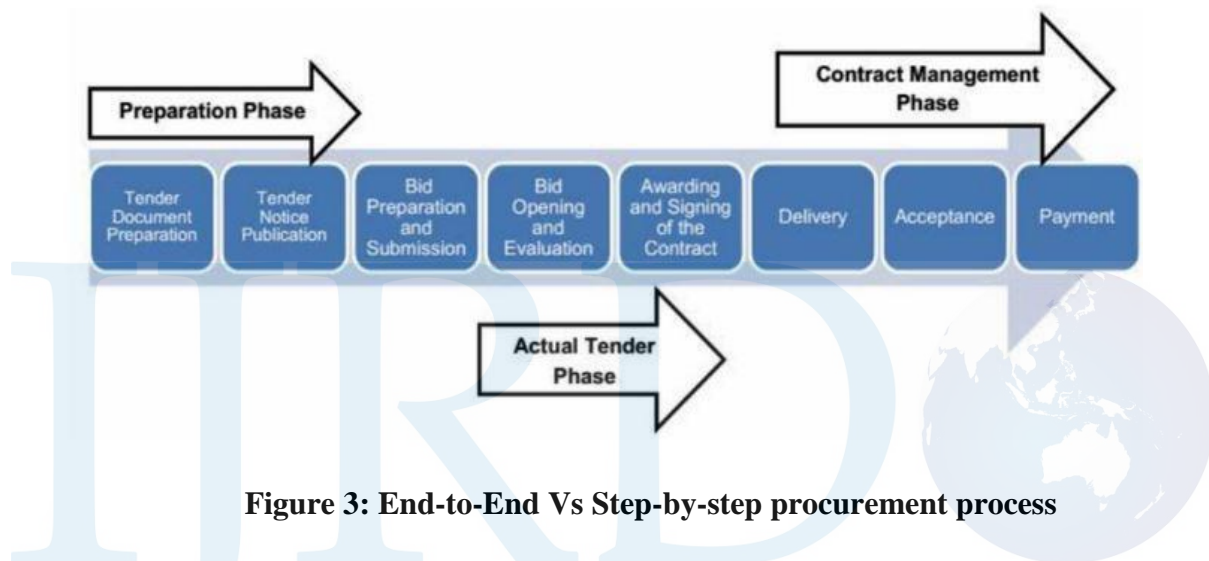 Preparation Phase
Contract Management
Phase
Tender
Document
Preparation
Tender
Notice
Publication
Bid
Preparation
and
Submission
Bid
Opening
and
Evaluation
Awarding
and Signing
of the
Contract
Delivery
Acceptance
Payment
Actual Tender
Phase
IIRD
Figure 3: End-to-End Vs Step-by-step procurement process